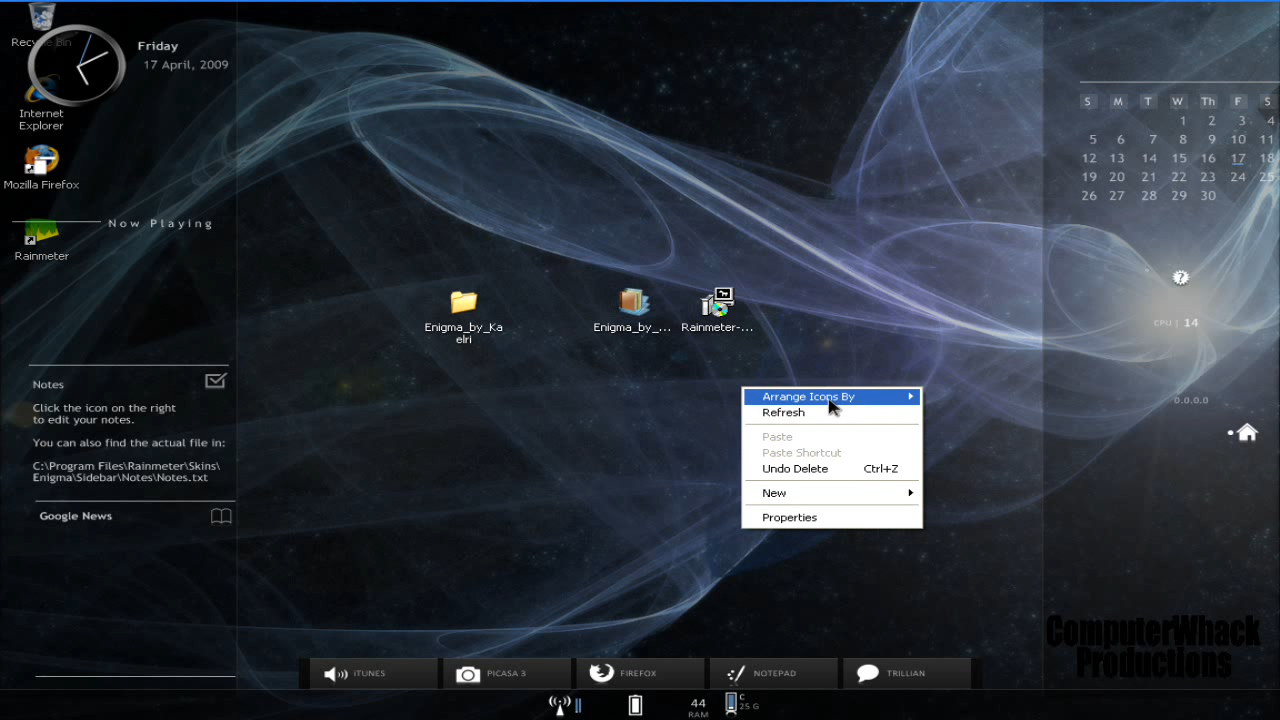 Recycle Bin
Friday
17 April, 2009
Internet
Explorer
Mozilla Firefox
Now Playing
Rainmeter
Enigma_by_Ka
elri
Enigma_by_...
Rainmeter-...
Notes
Click the icon on the right
to edit your notes.
You can also find the actual file in:
C:\Program Files\Rainmeter\Skins\
Enigma\Sidebar\Notes\Notes.txt
Google News
Arrange Icons By
Refresh
Paste
Paste Shortcut
Undo Delete Ctrl+Z
New
Properties
S M T W Th F S
1 2 3 4
5 6 7 8 9 10 11
12 13 14 15 16 17 18
19 20 21 22 23 24 25
26 27 28 29 30
?
CPU : 14
0.0.0.0
ComputerWhack
Productions
iTUNES
PICASA 3
FIREFOX
NOTEPAD
TRILLIAN
44
RAM
C
25 G